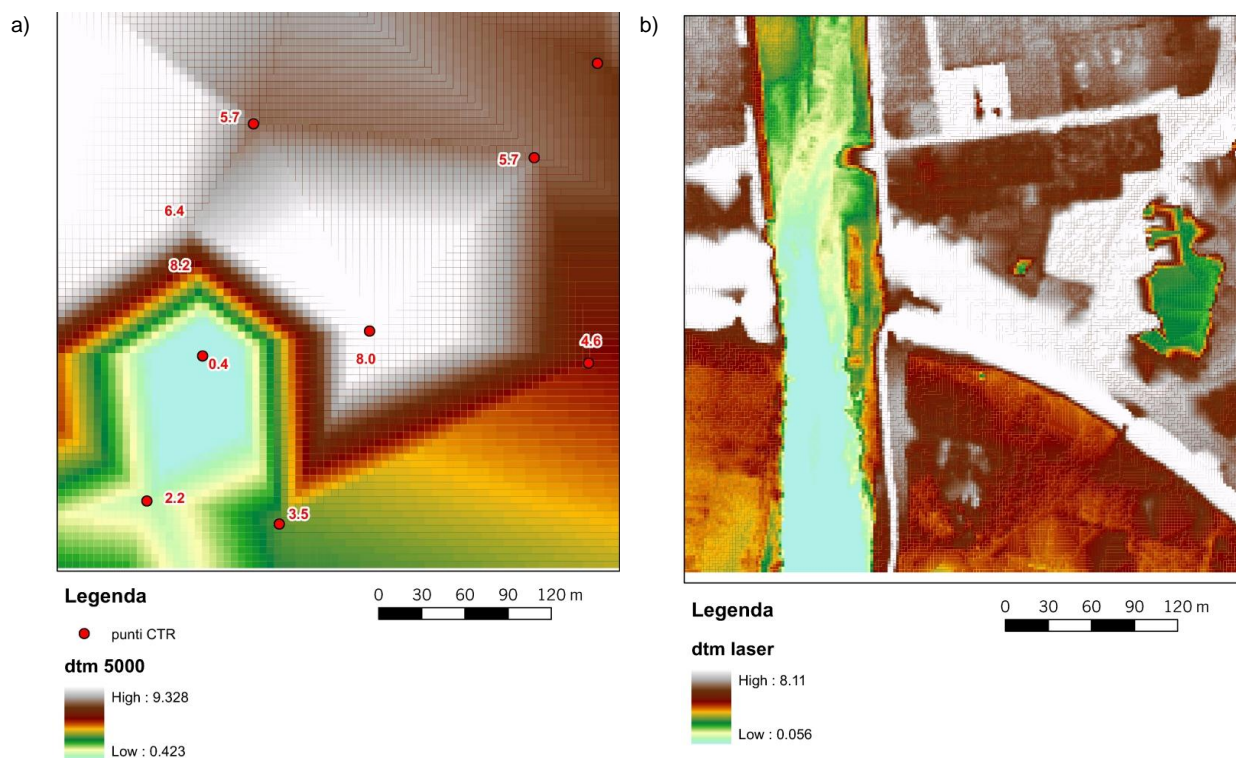 a)
5.7
5.7
6.4
8.2
4.6
0.4
8.0
2.2
3.5
Legenda
0 30 60 90 120 m
punti CTR
dtm 5000
High : 9.328
Low : 0.423
b)
Legenda
0 30 60 90 120 m
dtm laser
High : 8.11
Low : 0.056